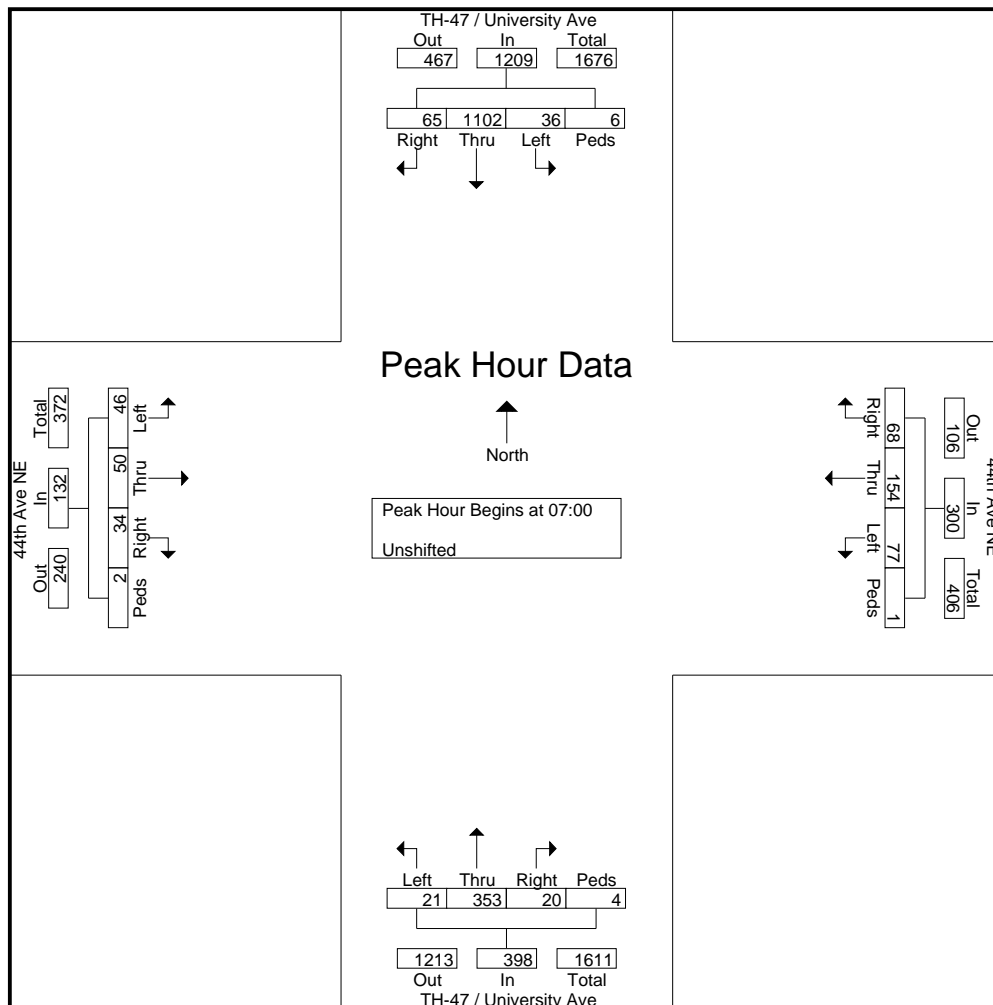 TH-47 / University Ave
Out In Total
467 1209 1676
65 1102 36 6
Right Thru Left Peds
Peak Hour Data
North
Peak Hour Begins at 07:00
Unshifted
44th Ave NE
Out In Total
240 132 372
46 50 34 2
Left Thru Right Peds
44th Ave NE
Out In Total
106 300 406
68 154 77 1
Right Thru Left Peds
Left Thru Right Peds
21 353 20 4
1213 398 1611
Out In Total
TH-47 / University Ave